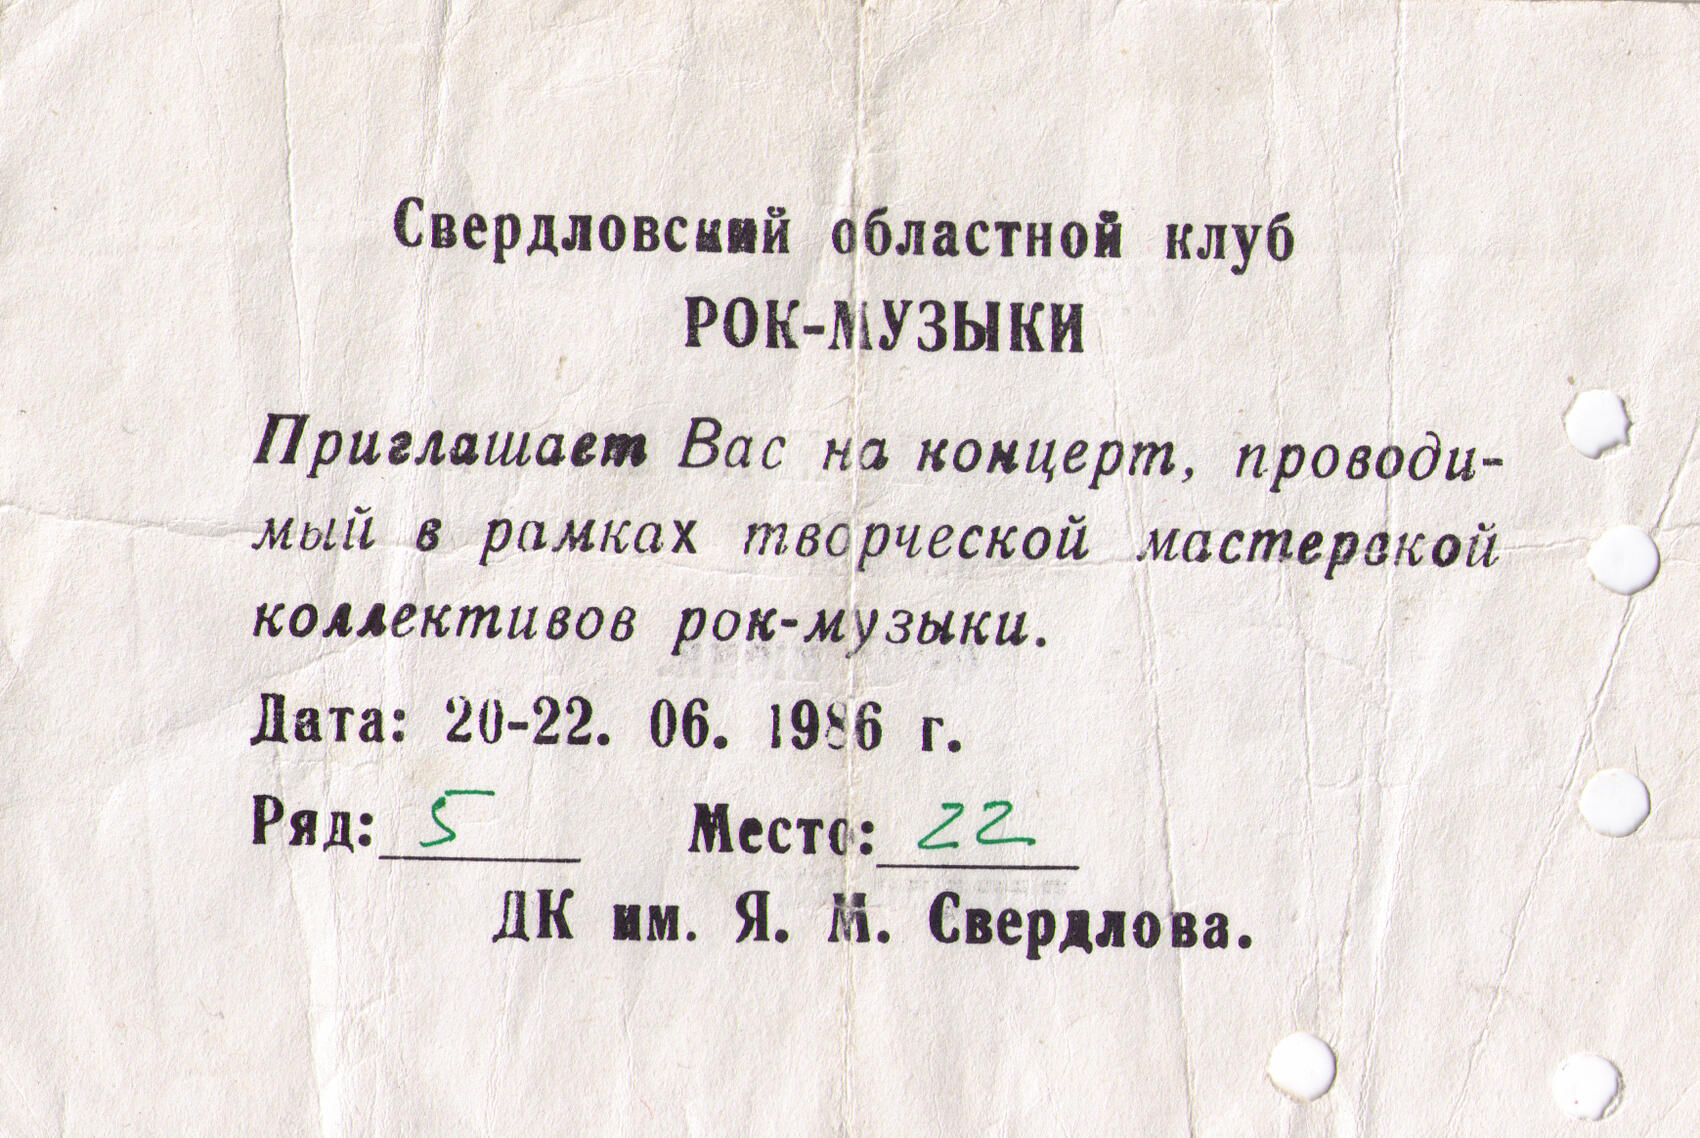 Свердловский областной клуб
РОК-МУЗЫКИ
Приглашает Вас на концерт, проводи-
мый в рамках творческой мастерской
коллективов рок-музыки.
Дата: 20-22. 06. 1986 г.
Ряд: 5 Место: 22
ДК им. Я. М. Свердлова.